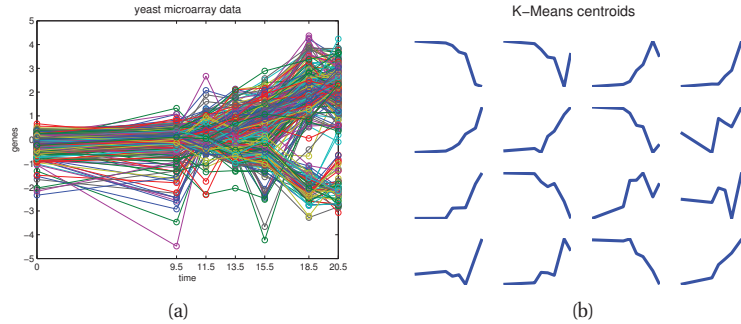 yeast microarray data
5
4
3
2
1
0
-1
-2
-3
-4
-5
genes
0 9.5 11.5 13.5 15.5 18.5 20.5
time
(a)
K-Means centroids
(b)